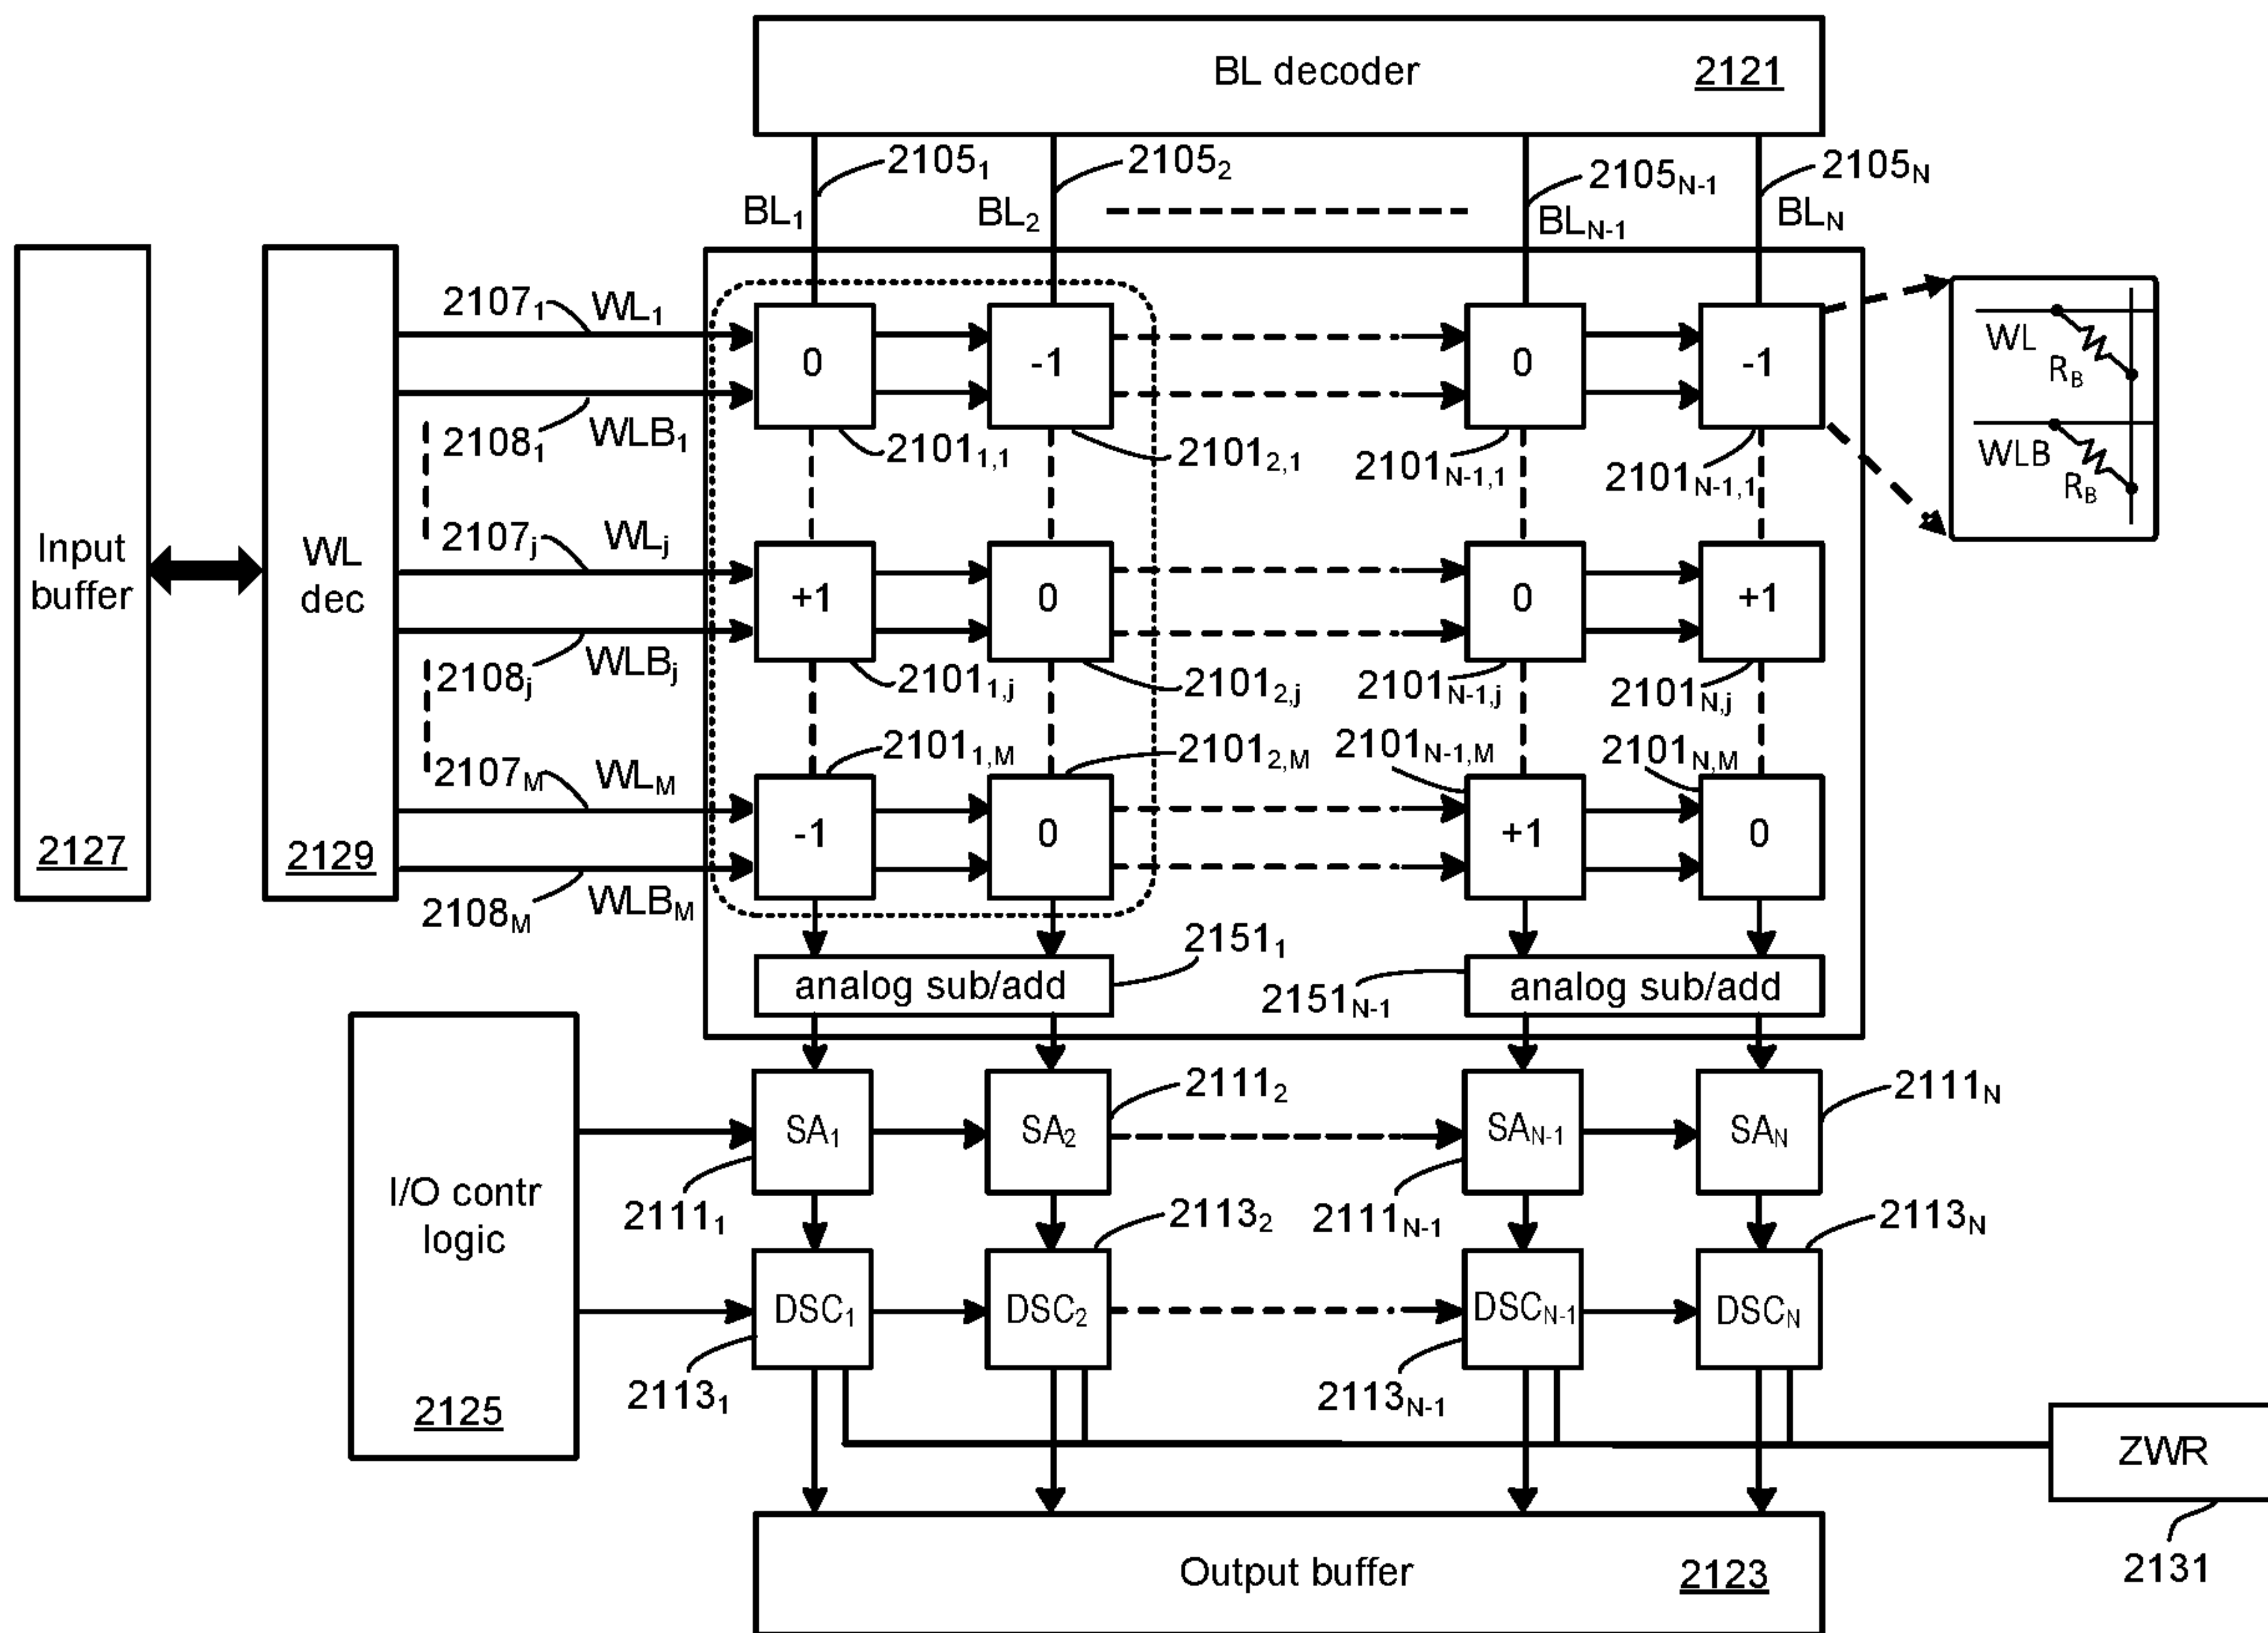 BL decoder 2121
2105₁ 2105₂ 2105N-1 2105N
BL₁ BL₂ BLN-1 BLN
2107₁ WL₁
0 -1 0 -1
WL
RB
WLB
RB
2108₁ WLB₁
2101₁,₁ 2101₂,₁ 2101N-1,1 2101N-1,1
Input
buffer
2127
WL
dec
2129
2107j WLj
+1 0 0 +1
2108j WLBj
2101₁,j 2101₂,j 2101N-1,j 2101N,j
2101₁,M 2101₂,M 2101N-1,M 2101N,M
2107M WLM
-1 0 +1 0
2108M WLBM
2151₁
analog sub/add analog sub/add
2151N-1
I/O contr
logic
2125
SA₁ SA₂ SAN-1 SAN
2111₁ 2111₂ 2111N-1 2111N
2113₂ 2113N
DSC₁ DSC₂ DSCN-1 DSCN
2113₁ 2113N-1
ZWR
2131
Output buffer 2123